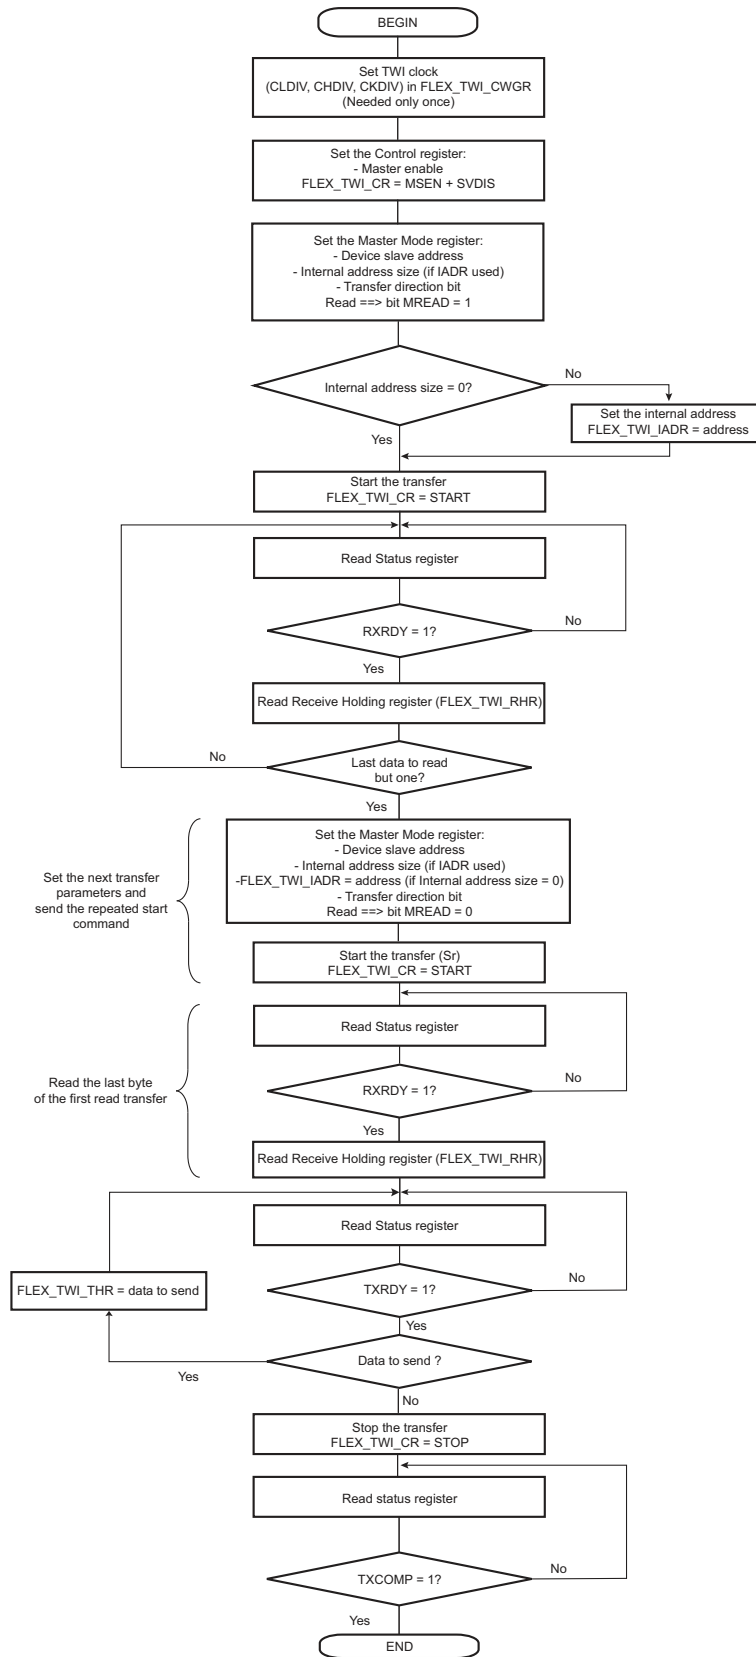 BEGIN
Set TWI clock
(CLDIV, CHDIV, CKDIV) in FLEX_TWI_CWGR
(Needed only once)
Set the Control register:
- Master enable
FLEX_TWI_CR = MSEN + SVDIS
Set the Master Mode register:
- Device slave address
- Internal address size (if IADR used)
- Transfer direction bit
Read ==> bit MREAD = 1
Internal address size = 0?
No
Set the internal address
FLEX_TWI_IADR = address
Yes
Start the transfer
FLEX_TWI_CR = START
Read Status register
RXRDY = 1?
No
Yes
Read Receive Holding register (FLEX_TWI_RHR)
No
Last data to read
but one?
Yes
Set the next transfer
parameters and
send the repeated start
command
Set the Master Mode register:
- Device slave address
- Internal address size (if IADR used)
-FLEX_TWI_IADR = address (if Internal address size = 0)
- Transfer direction bit
Read ==> bit MREAD = 0
Start the transfer (Sr)
FLEX_TWI_CR = START
Read the last byte
of the first read transfer
Read Status register
RXRDY = 1?
No
Yes
Read Receive Holding register (FLEX_TWI_RHR)
Read Status register
FLEX_TWI_THR = data to send
TXRDY = 1?
No
Yes
Data to send ?
Yes
No
Stop the transfer
FLEX_TWI_CR = STOP
Read status register
TXCOMP = 1?
No
Yes
END